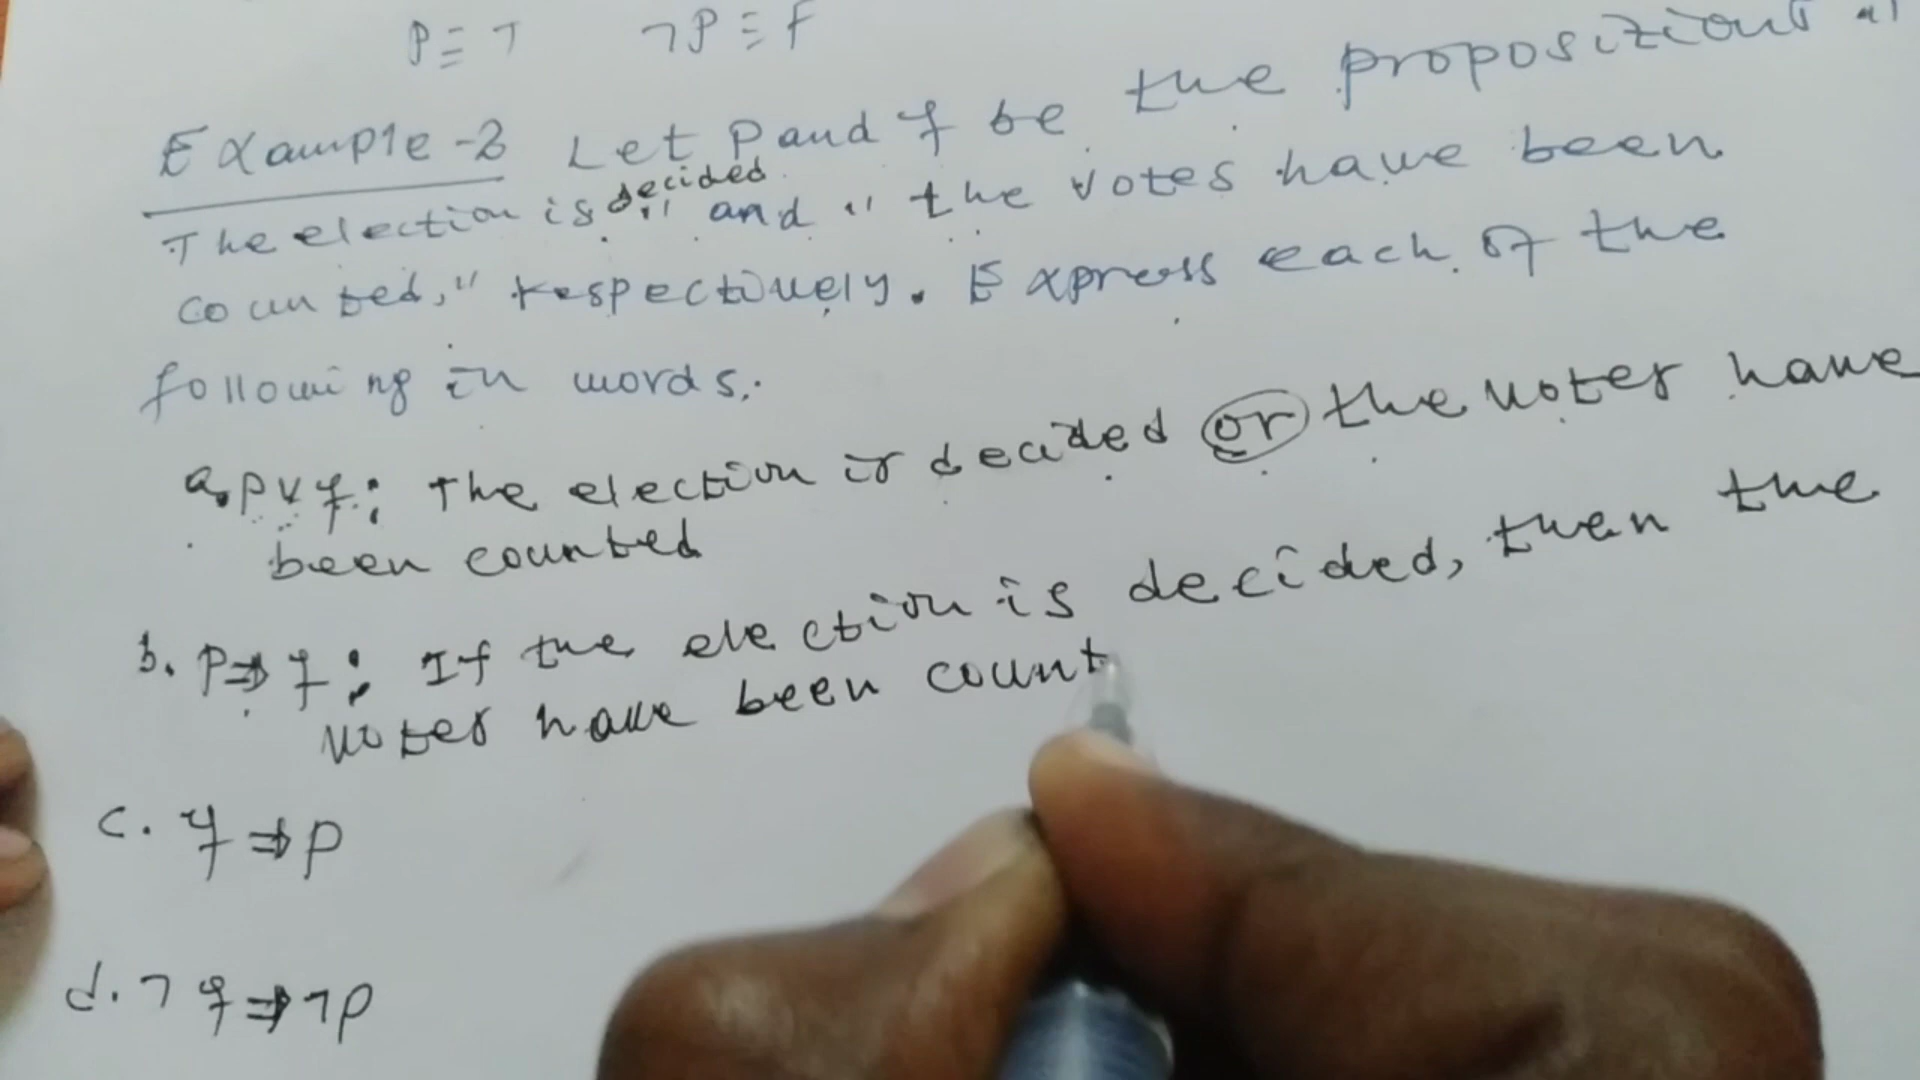 P ≡ T ¬P ≡ F
Example-2 Let P and q be the propositions "
The election is decided" and " the votes have been
counted," respectively. Express each of the
following in words.
a. p ∨ q: The election is decided or the votes have
been counted
b. p ⇒ q: If the election is decided, then the
votes have been count
c. q ⇒ p
d. ¬q ⇒ ¬p